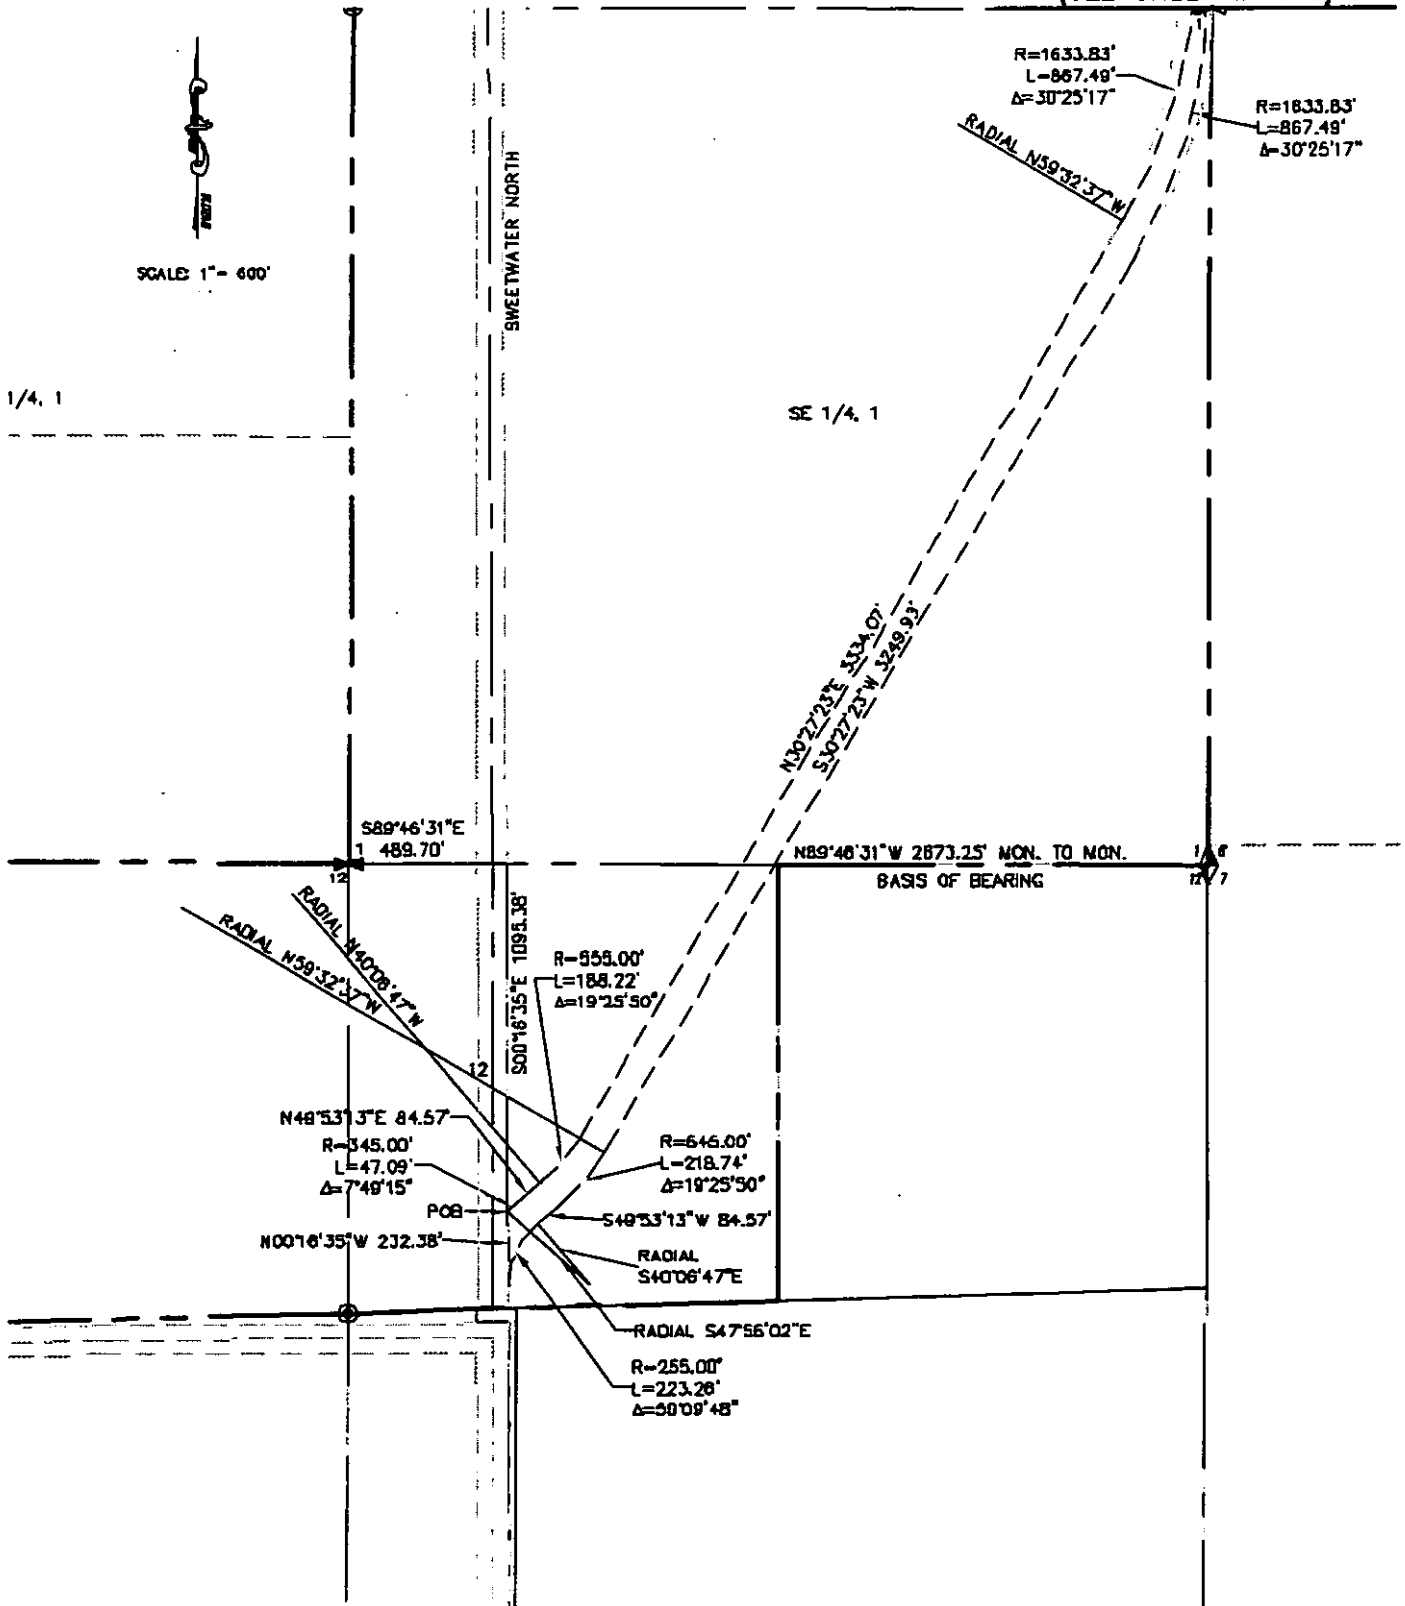 R=1633.83'
L=867.49'
Δ=30°25'17"
R=1633.83'
L=867.49'
Δ=30°25'17"
RADIAL N59°32'37"W
NORTH
SCALE: 1"= 600'
SWEETWATER NORTH
1/4, 1
SE 1/4, 1
N30°27'23"E 3334.07'
S30°27'23"W 3249.93'
S89°46'31"E
489.70'
1
12
N89°46'31"W 2673.25' MON. TO MON.
BASIS OF BEARING
1 6
12 7
RADIAL N40°06'47"W
RADIAL N59°32'37"W
S00°16'35"E 1095.38'
R=555.00'
L=188.22'
Δ=19°25'50"
12
N49°53'13"E 84.57'
R=345.00'
L=47.09'
Δ=7°49'15"
POB
N00°16'35"W 232.38'
R=645.00'
L=218.74'
Δ=19°25'50"
S49°53'13"W 84.57'
RADIAL
S40°06'47"E
RADIAL S47°56'02"E
R=255.00'
L=223.26'
Δ=50°09'48"